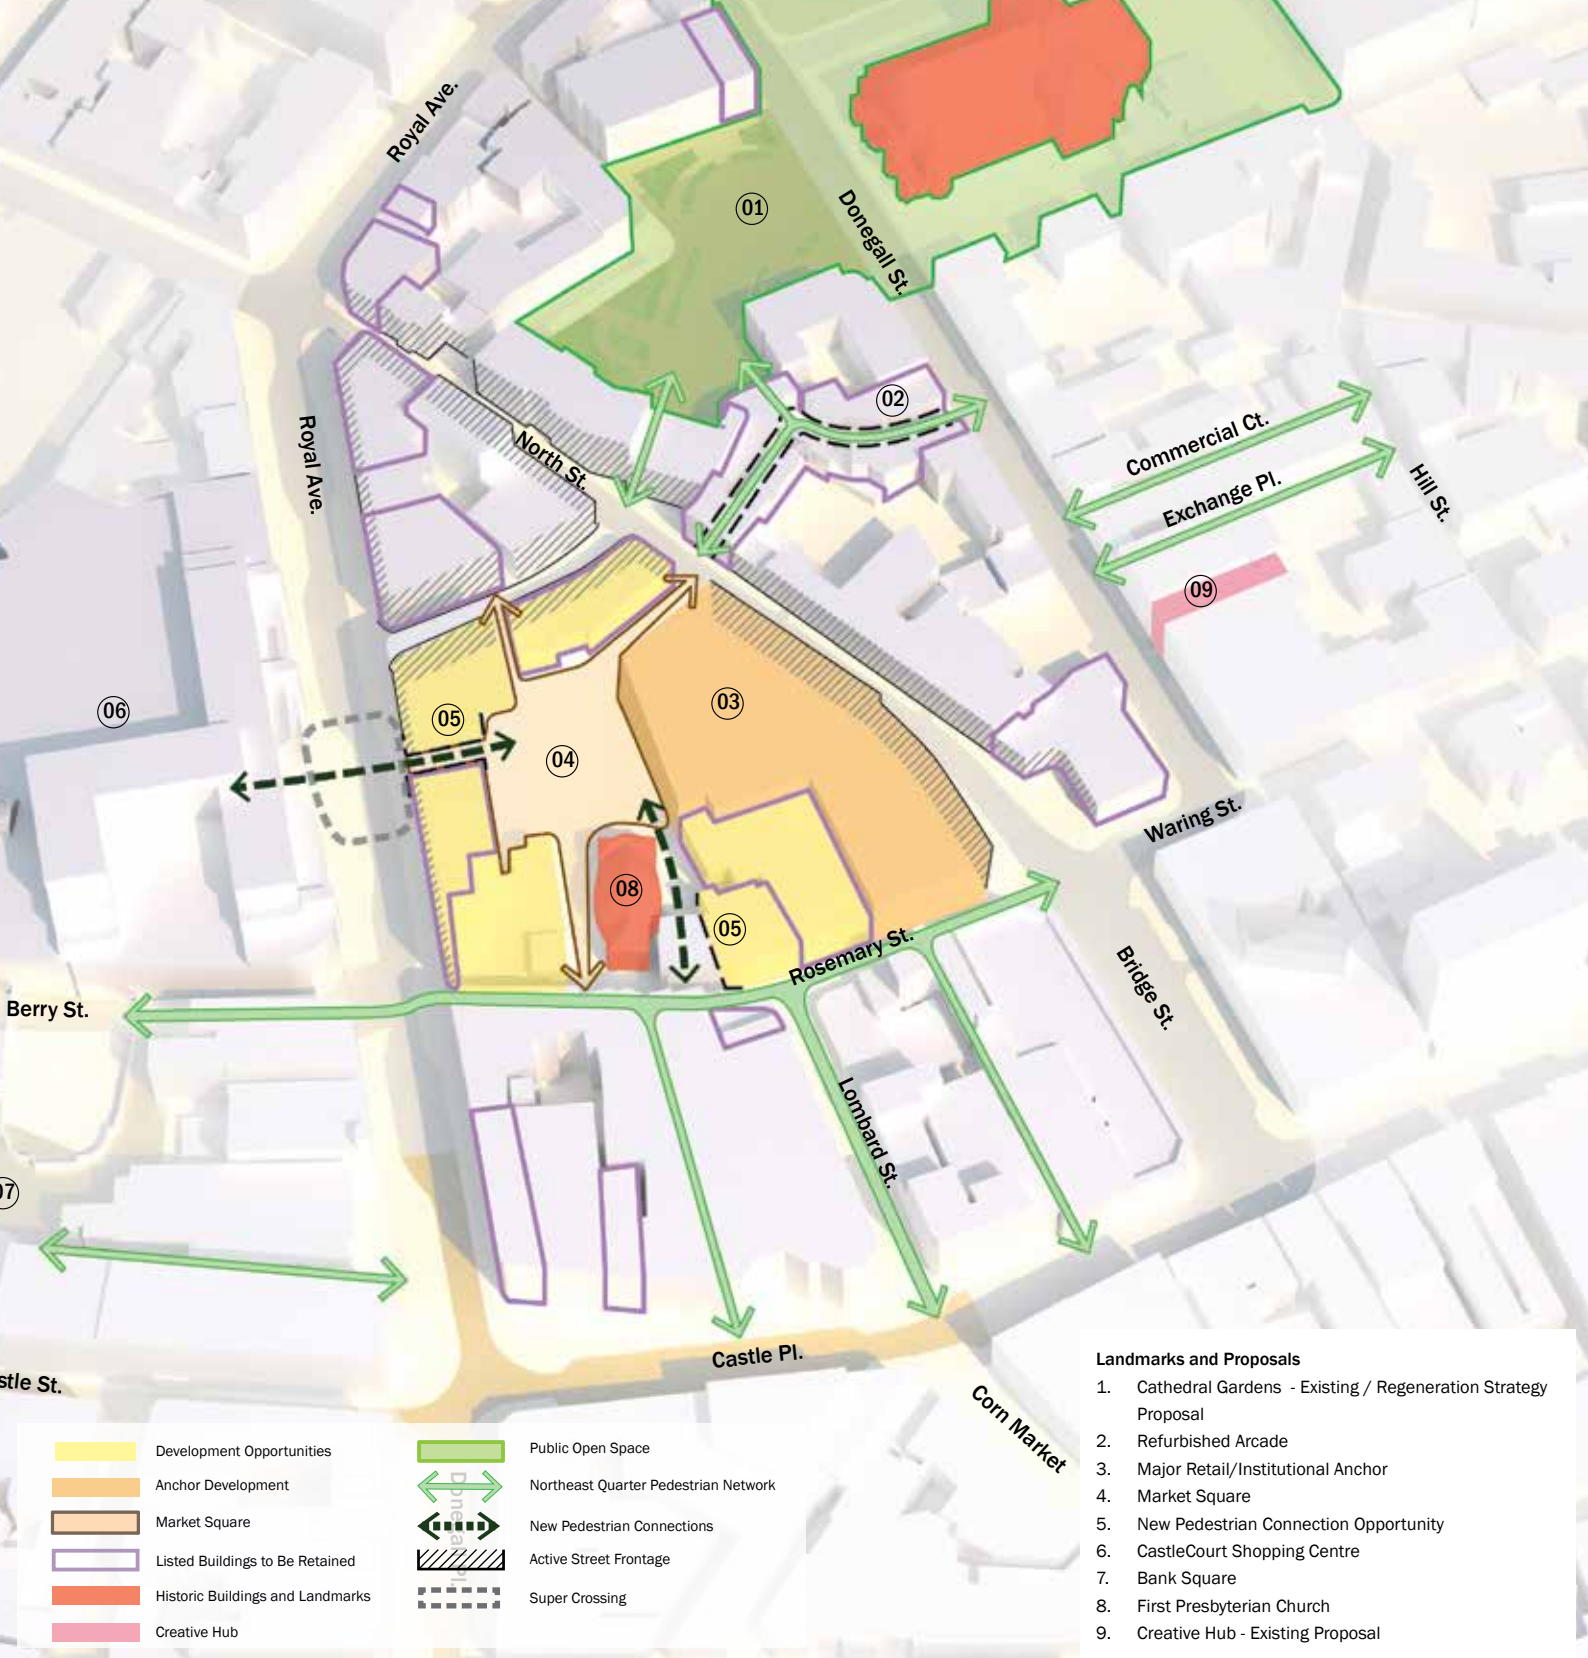 Royal Ave.
01
Donegall St.
02
Royal Ave.
North St.
Commercial Ct.
Exchange Pl.
Hill St.
09
03
05
06
04
Waring St.
08
05
Rosemary St.
Bridge St.
Berry St.
Lombard St.
07
Castle Pl.
stle St.
Corn Market
Donegal Pl.
Development Opportunities
Anchor Development
Market Square
Listed Buildings to Be Retained
Historic Buildings and Landmarks
Creative Hub
Public Open Space
Northeast Quarter Pedestrian Network
New Pedestrian Connections
Active Street Frontage
Super Crossing
Landmarks and Proposals
1. Cathedral Gardens - Existing / Regeneration Strategy
Proposal
2. Refurbished Arcade
3. Major Retail/Institutional Anchor
4. Market Square
5. New Pedestrian Connection Opportunity
6. CastleCourt Shopping Centre
7. Bank Square
8. First Presbyterian Church
9. Creative Hub - Existing Proposal